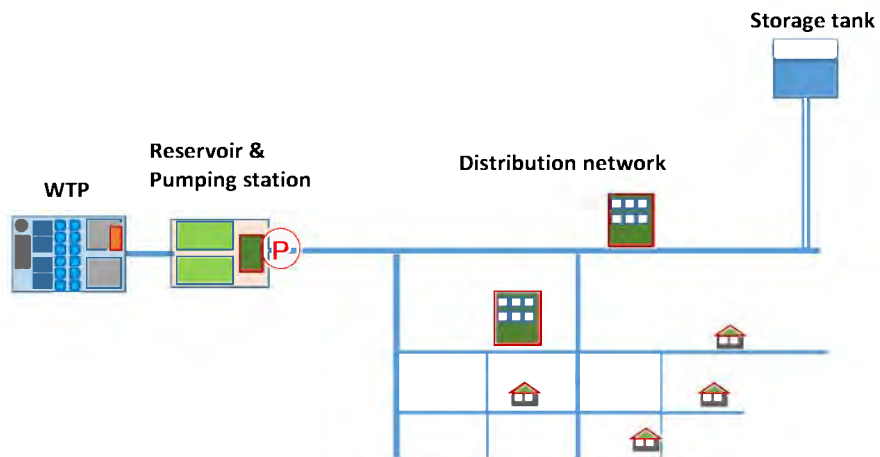 Storage tank
Reservoir &
Pumping station
Distribution network
WTP
P